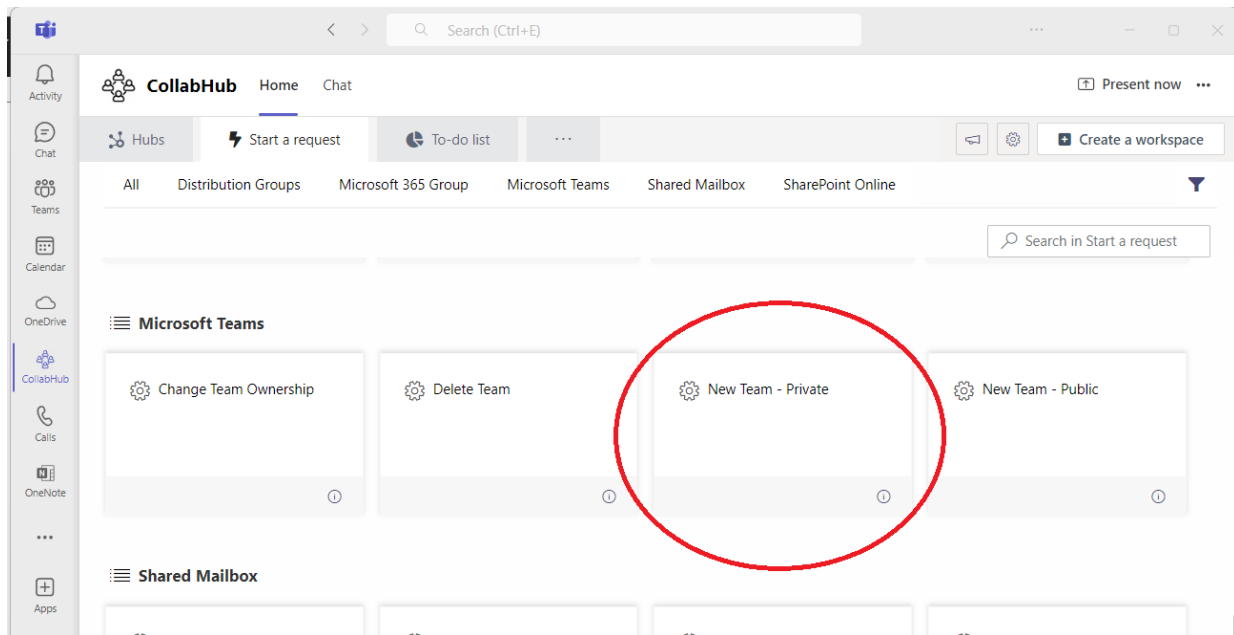 Search (Ctrl+E)
Activity
Chat
Teams
Calendar
OneDrive
CollabHub
Calls
OneNote
Apps
CollabHub Home Chat Present now
Hubs Start a request To-do list Create a workspace
All Distribution Groups Microsoft 365 Group Microsoft Teams Shared Mailbox SharePoint Online
Search in Start a request
Microsoft Teams
Change Team Ownership Delete Team New Team - Private New Team - Public
Shared Mailbox